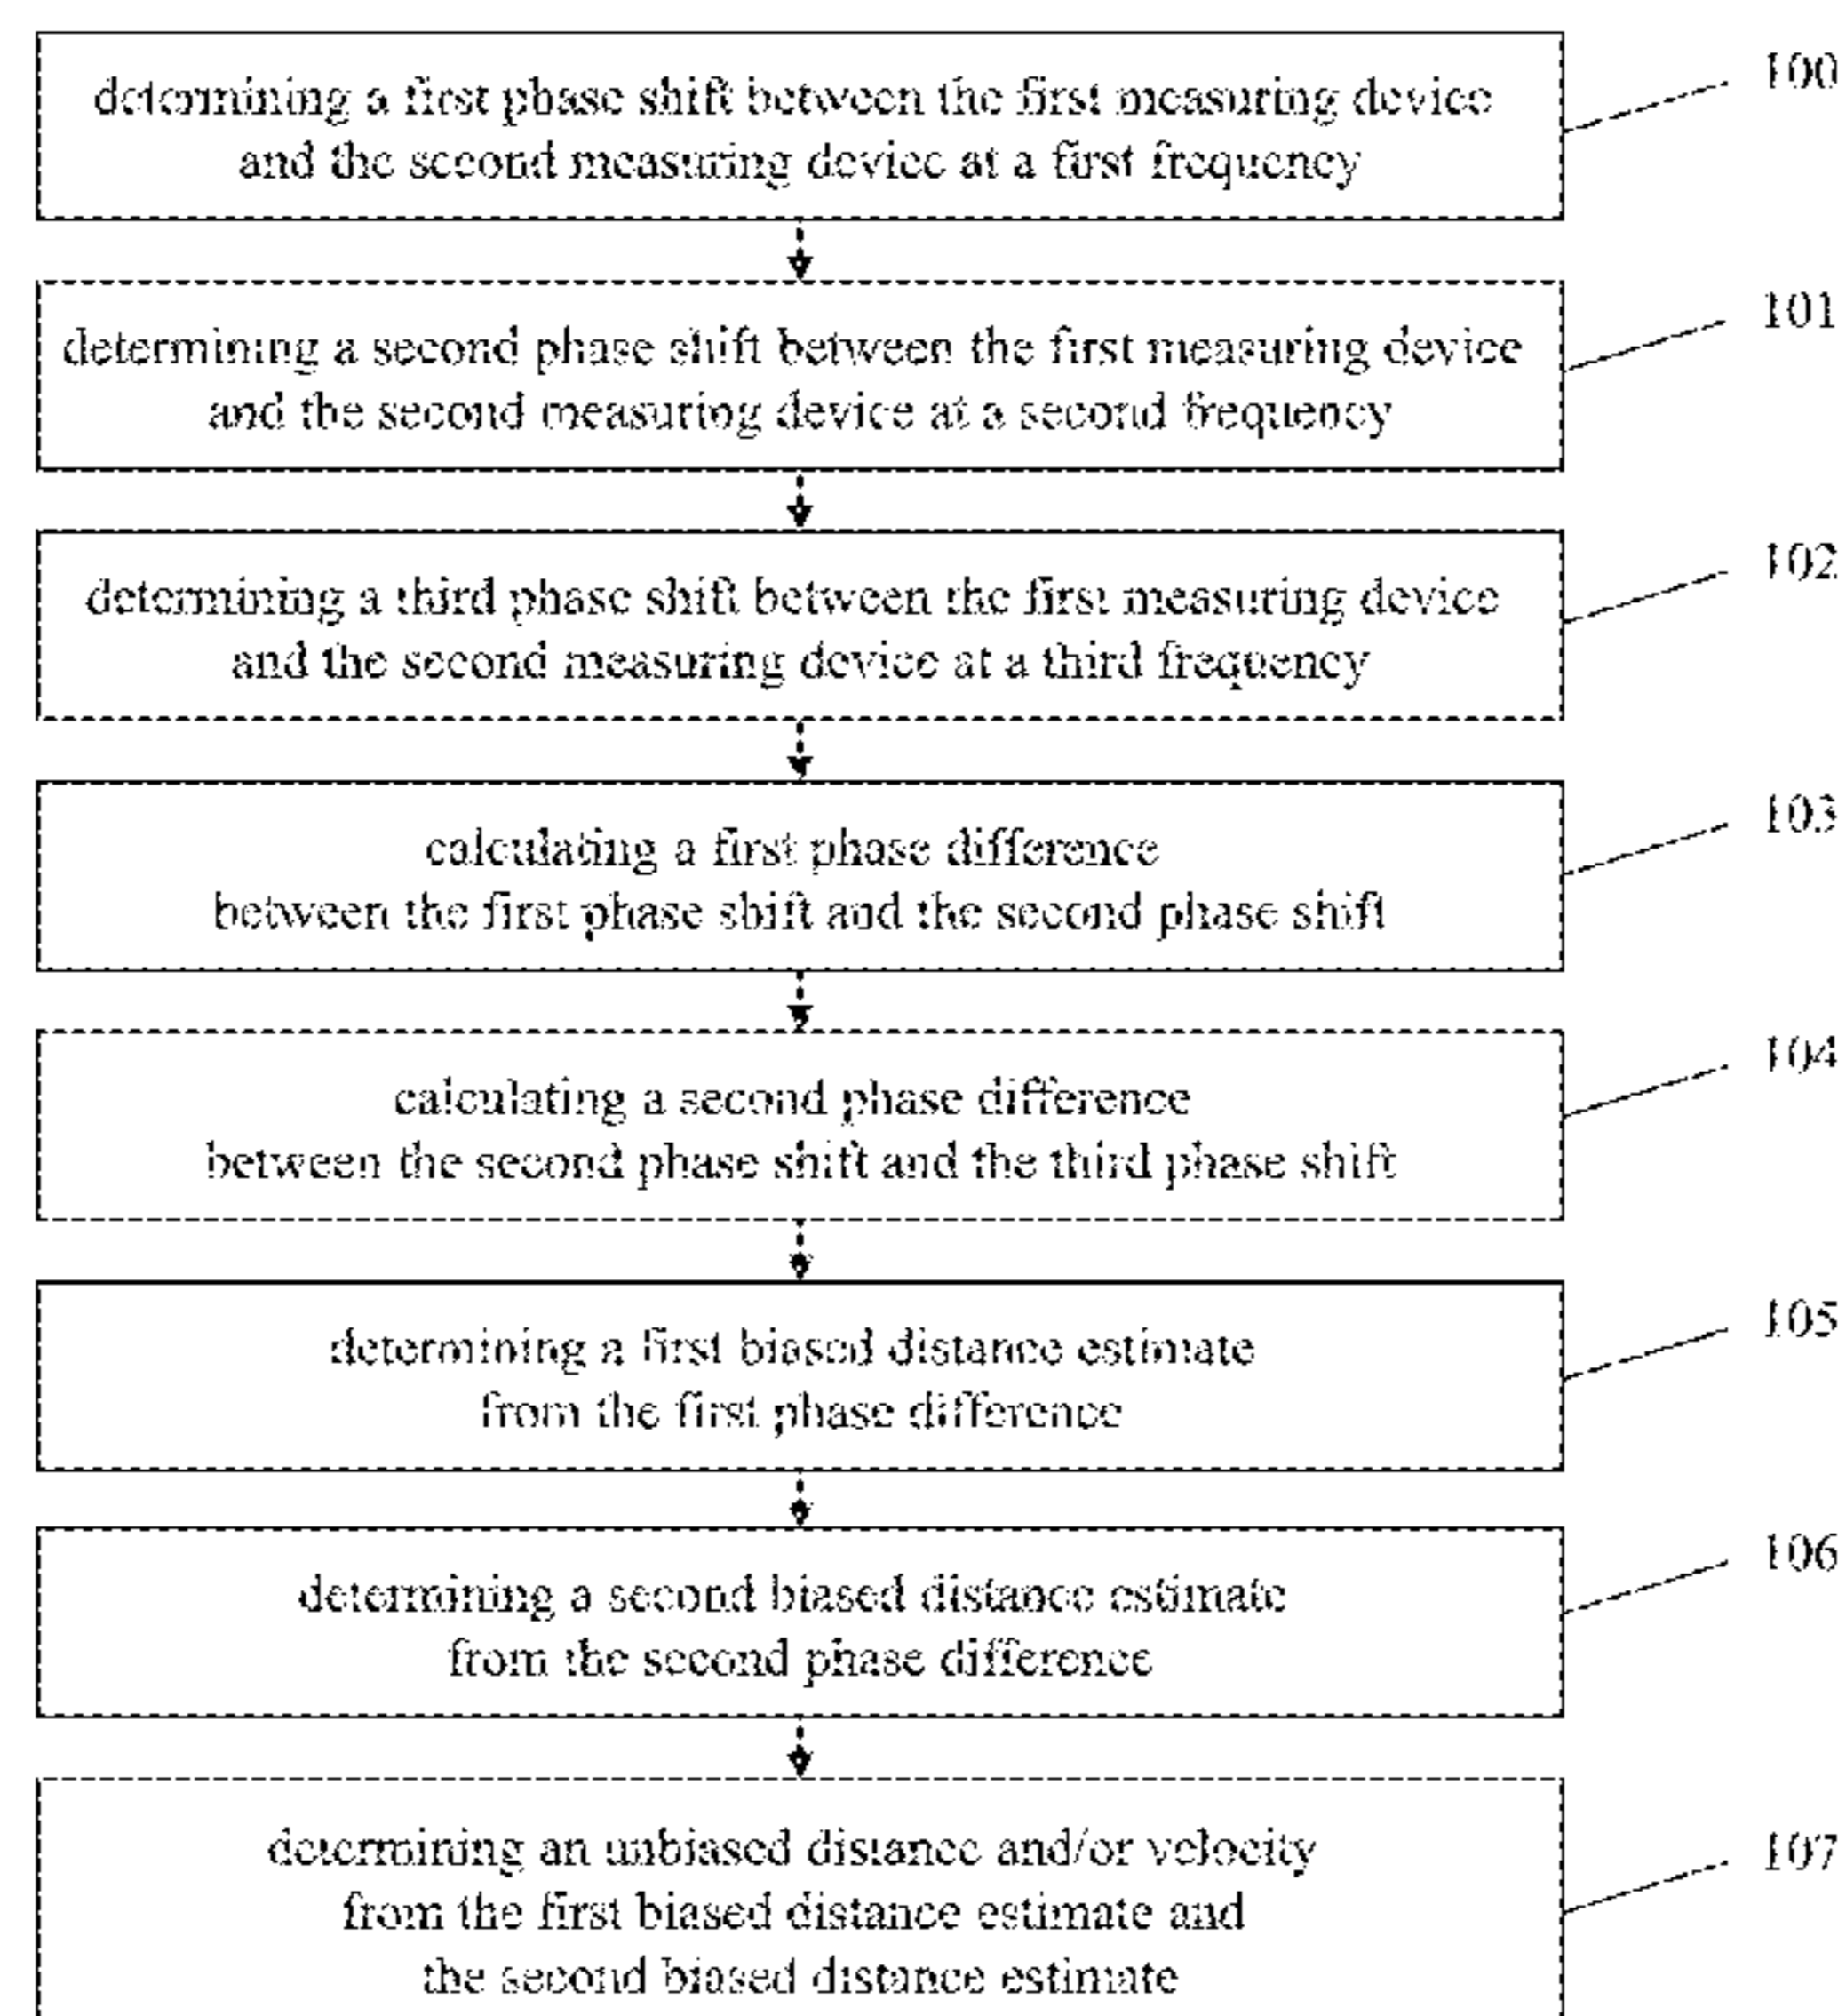 determining a first phase shift between the first measuring device
and the second measuring device at a first frequency
100
determining a second phase shift between the first measuring device
and the second measuring device at a second frequency
101
determining a third phase shift between the first measuring device
and the second measuring device at a third frequency
102
calculating a first phase difference
between the first phase shift and the second phase shift
103
calculating a second phase difference
between the second phase shift and the third phase shift
104
determining a first biased distance estimate
from the first phase difference
105
determining a second biased distance estimate
from the second phase difference
106
determining an unbiased distance and/or velocity
from the first biased distance estimate and
the second biased distance estimate
107